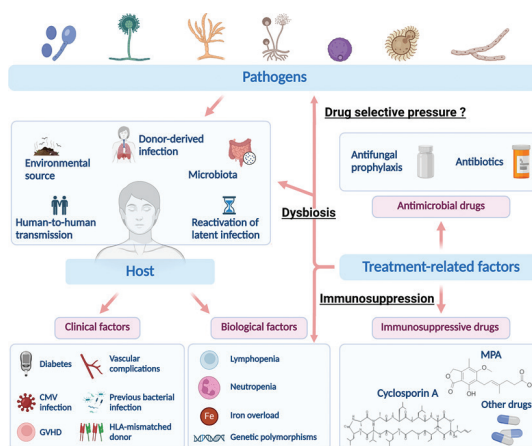 Pathogens
Drug selective pressure ?
Donor-derived
infection
Environmental
source
Microbiota
Human-to-human
transmission
Reactivation of
latent infection
Antifungal
prophylaxis
Antibiotics
Antimicrobial drugs
Dysbiosis
Host
Treatment-related factors
Immunosuppression
Clinical factors
Biological factors
Immunosuppressive drugs
Diabetes
Vascular
complications
CMV
infection
Previous bacterial
infection
GVHD
HLA-mismatched
donor
Lymphopenia
Neutropenia
Fe
Iron overload
Genetic polymorphisms
MPA
Cyclosporin A
Other drugs